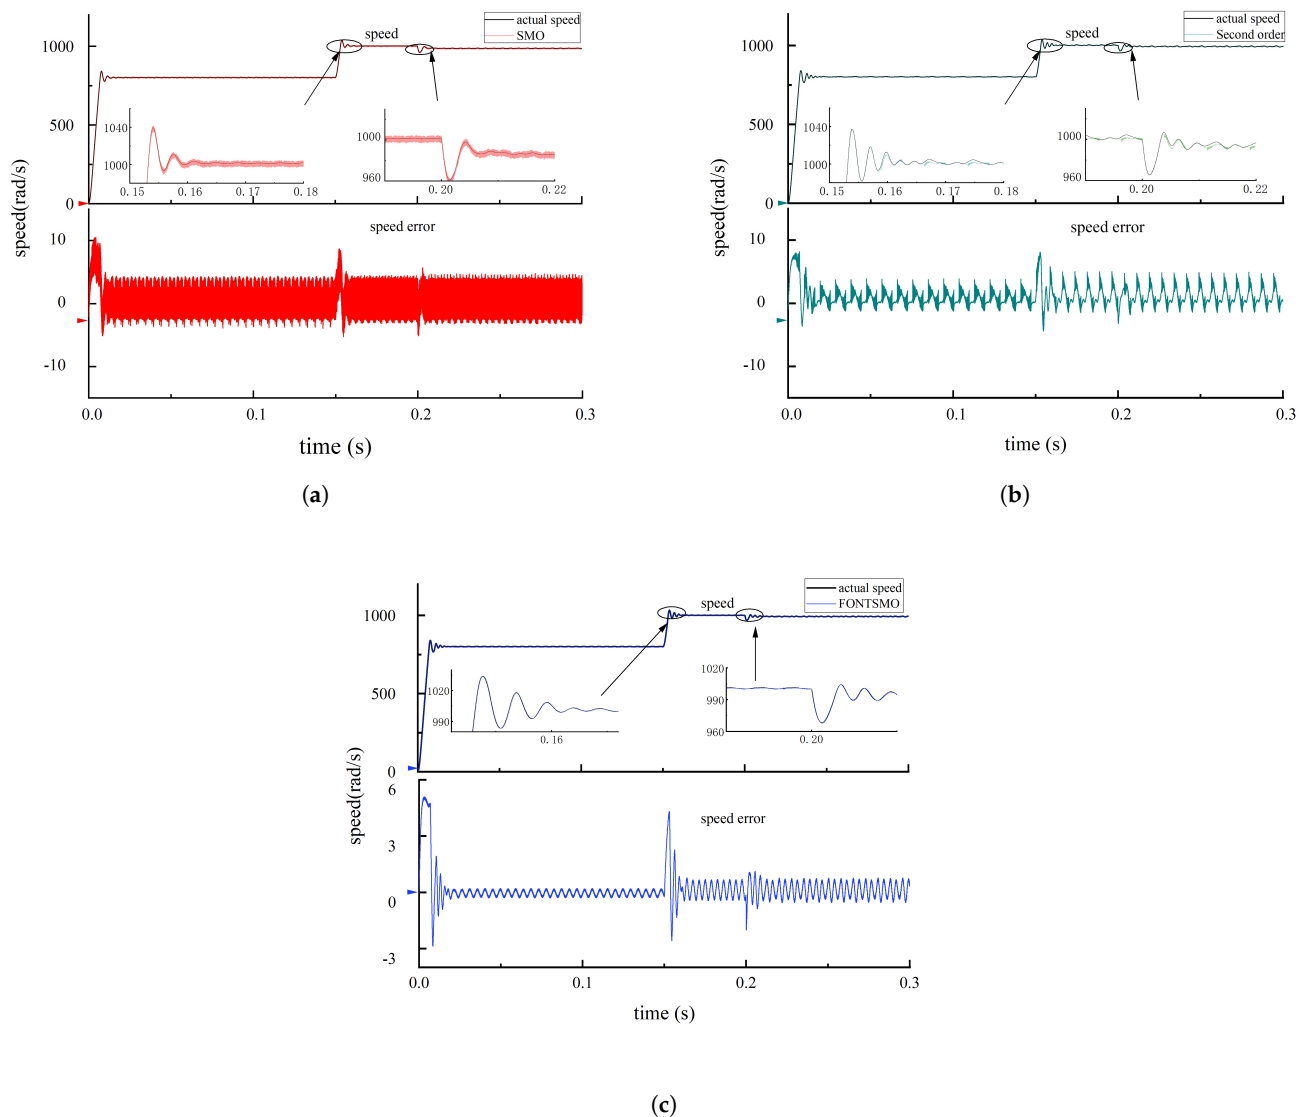 actual speed
SMO
speed
1000
500
0
1040
1000
0.15
0.16
0.17
0.18
1000
960
0.20
0.22
speed(rad/s)
speed error
10
0
-10
0.0
0.1
0.2
0.3
time (s)
(a)
actual speed
Second order
speed
1000
500
0
1040
1000
0.15
0.16
0.17
0.18
1000
960
0.20
0.22
speed(rad/s)
speed error
10
0
-10
0.0
0.1
0.2
0.3
time (s)
(b)
actual speed
FONTSMO
speed
1000
500
0
1020
990
0.16
1020
990
960
0.20
speed(rad/s)
speed error
6
3
0
-3
0.0
0.1
0.2
0.3
time (s)
(c)